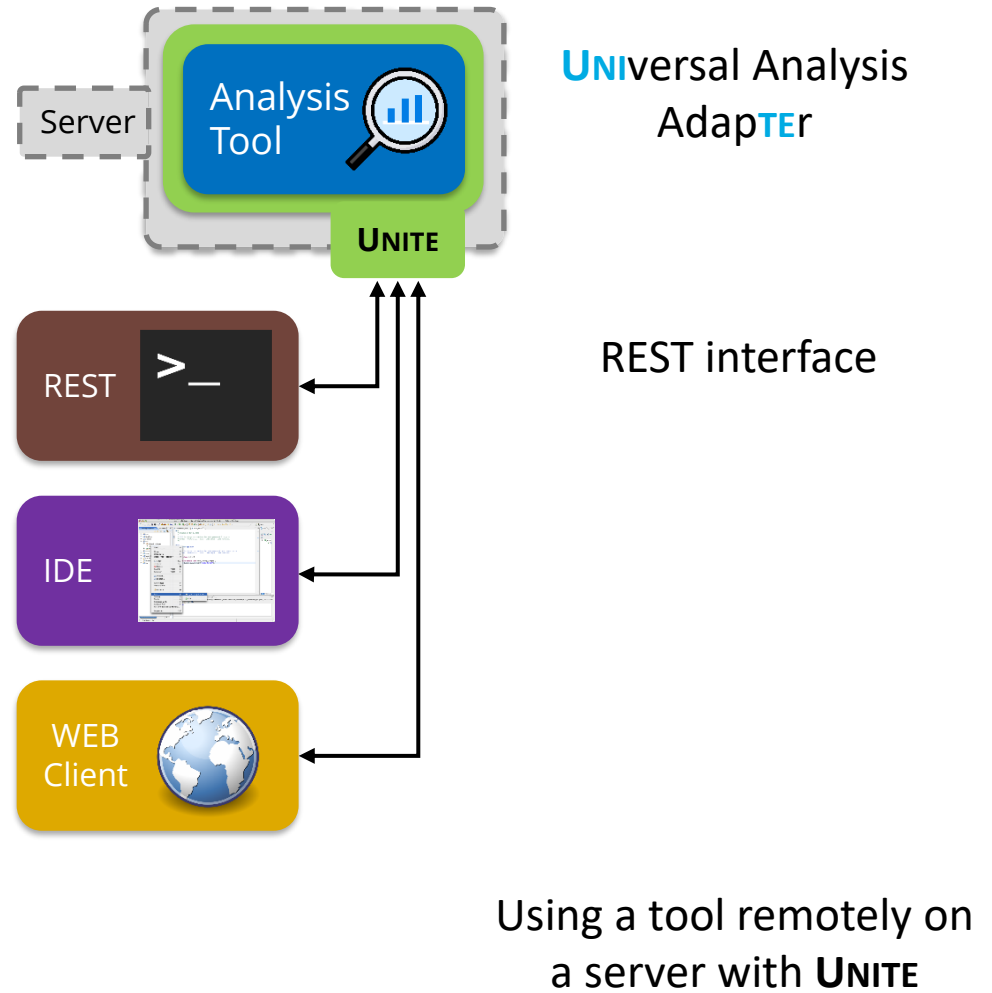 UNIversal Analysis
AdapTEr
Analysis
Tool
Server
UNITE
REST
>_
REST interface
IDE
WEB
Client
Using a tool remotely on
a server with UNITE